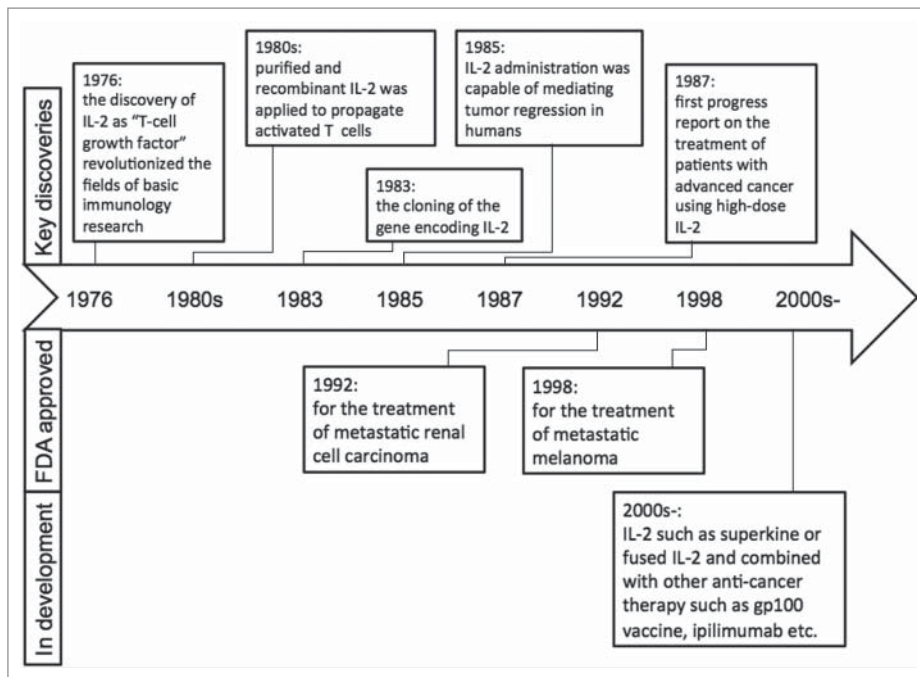 Key discoveries
1976:
the discovery of
IL-2 as “T-cell
growth factor”
revolutionized the
fields of basic
immunology
research
1980s:
purified and
recombinant IL-2 was
applied to propagate
activated T cells
1983:
the cloning of the
gene encoding IL-2
1985:
IL-2 administration was
capable of mediating
tumor regression in
humans
1987:
first progress
report on the
treatment of
patients with
advanced cancer
using high-dose
IL-2
1976 1980s 1983 1985 1987 1992 1998 2000s-
FDA approved
1992:
for the treatment
of metastatic renal
cell carcinoma
1998:
for the treatment
of metastatic
melanoma
In development
2000s-:
IL-2 such as superkine or
fused IL-2 and combined
with other anti-cancer
therapy such as gp100
vaccine, ipilimumab etc.